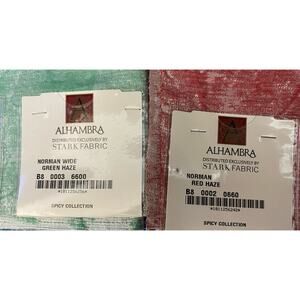 A
ALHAMBRA
DISTRIBUTED EXCLUSIVELY BY
STARK FABRIC
NORMAN WIDE
GREEN HAZE
B8 0003 6600
SPICY COLLECTION
A
ALHAMBRA
DISTRIBUTED EXCLUSIVELY BY
STARK FABRIC
NORMAN
RED HAZE
B8 0002 0660
SPICY COLLECTION